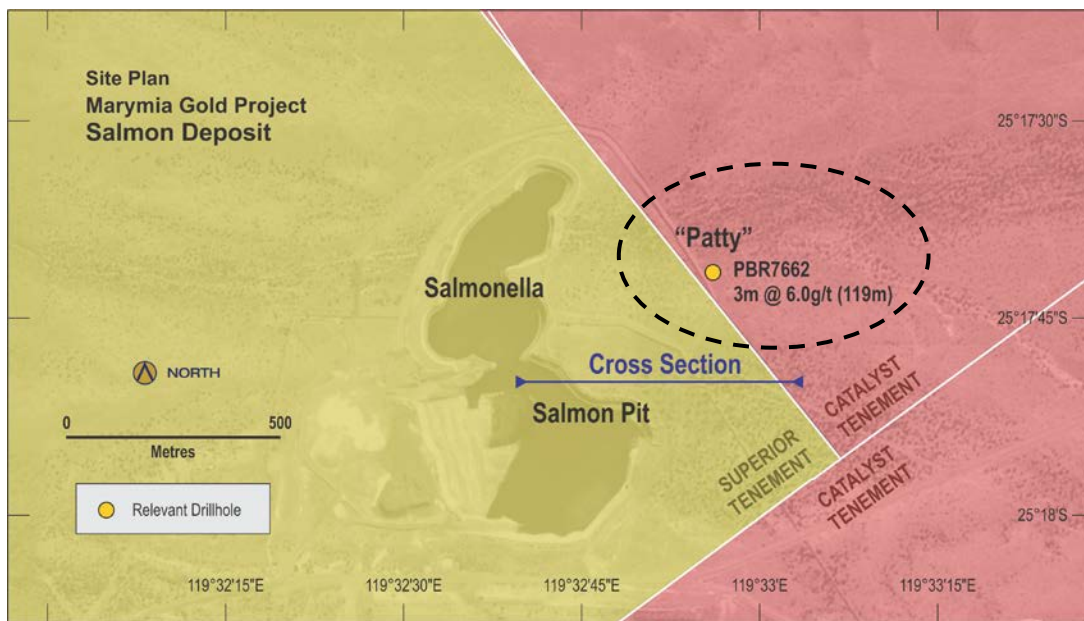 Site Plan
Marymia Gold Project
Salmon Deposit
25°17'30"S
“Patty”
PBR7662
3m @ 6.0g/t (119m)
Salmonella
25°17'45"S
Cross Section
NORTH
Salmon Pit
0 500
Metres
CATALYST
TENEMENT
SUPERIOR
TENEMENT
CATALYST
TENEMENT
Relevant Drillhole
25°18'S
119°32'15"E 119°32'30"E 119°32'45"E 119°33'E 119°33'15"E